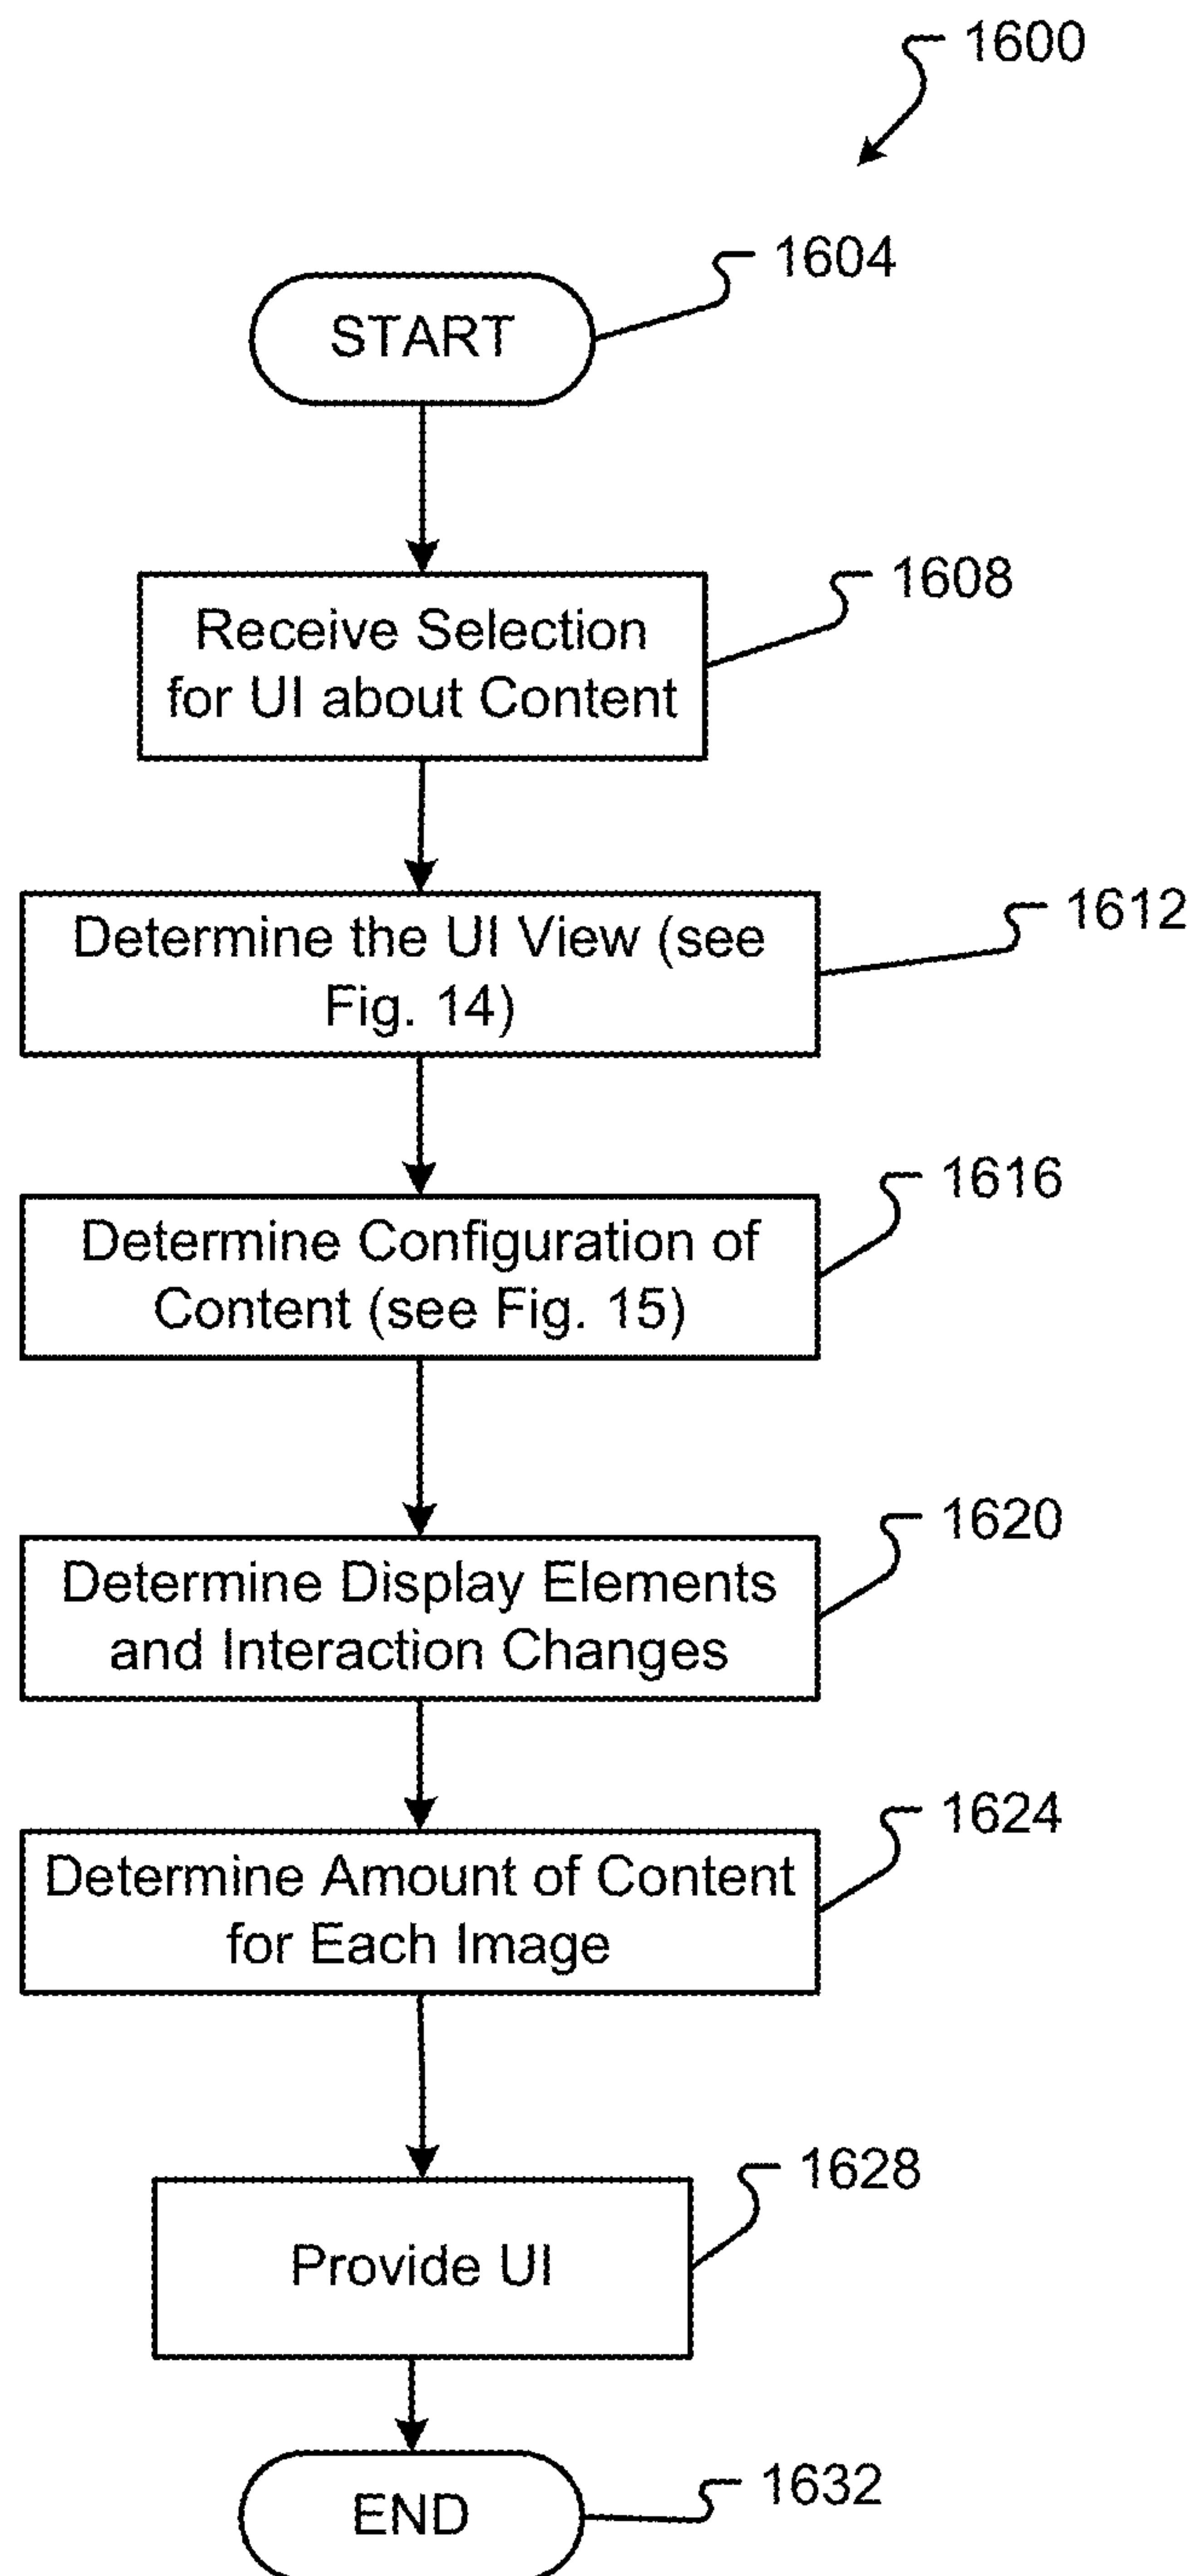 1600
1604
START
1608
Receive Selection
for UI about Content
1612
Determine the UI View (see
Fig. 14)
1616
Determine Configuration of
Content (see Fig. 15)
1620
Determine Display Elements
and Interaction Changes
1624
Determine Amount of Content
for Each Image
1628
Provide UI
1632
END